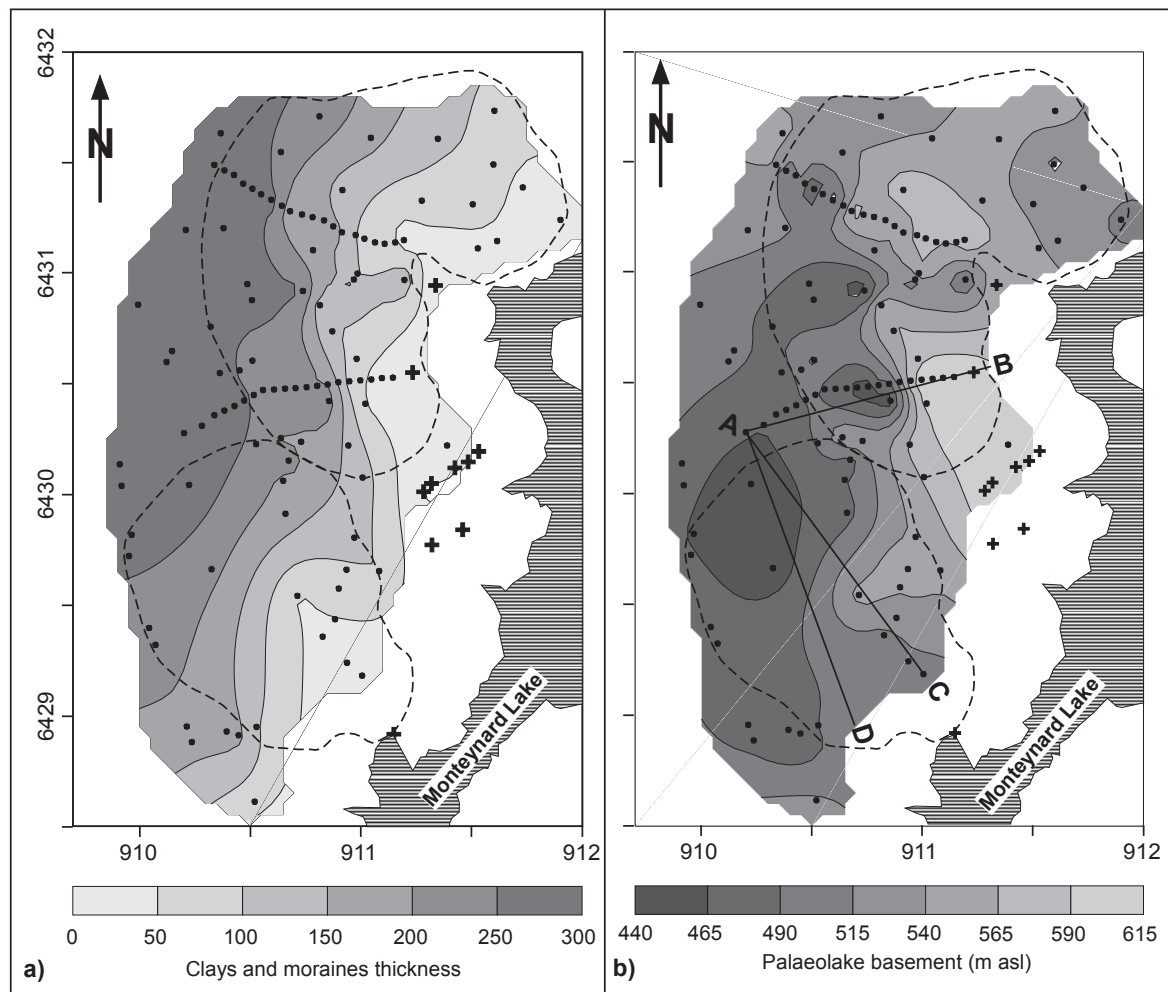 6432
6431
6430
6429
N
910
911
912
Monteynard Lake
0 50 100 150 200 250 300
Clays and moraines thickness
a)
N
A
B
C
D
910
911
912
Monteynard Lake
440 465 490 515 540 565 590 615
Palaeolake basement (m asl)
b)